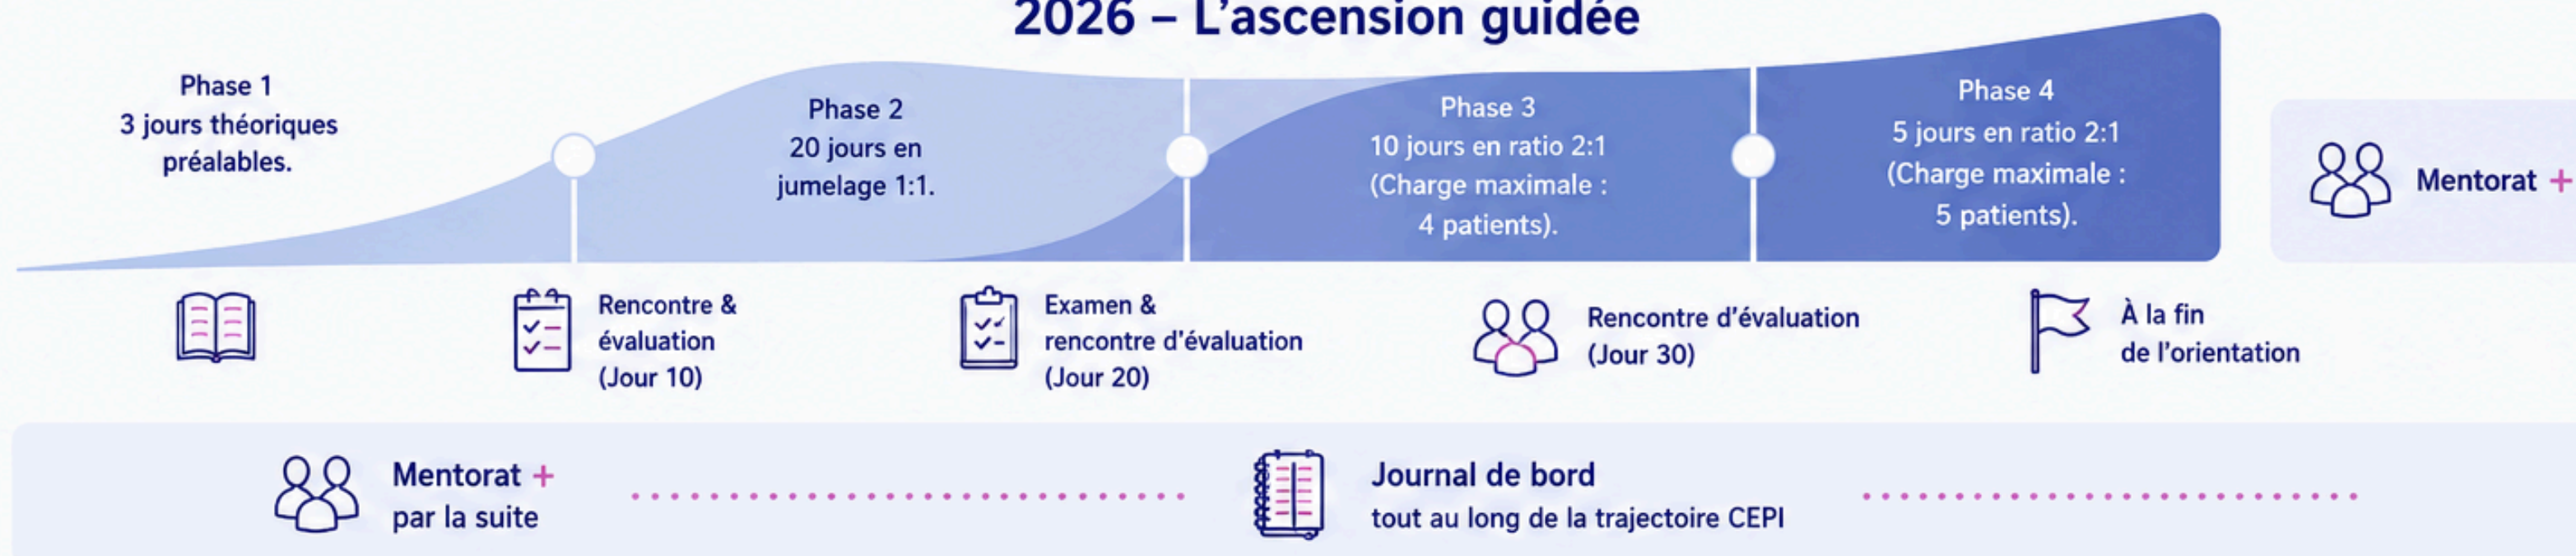 2026 – L'ascension guidée
Phase 1
3 jours théoriques
préalables.
Phase 2
20 jours en
jumelage 1:1.
Phase 3
10 jours en ratio 2:1
(Charge maximale :
4 patients).
Phase 4
5 jours en ratio 2:1
(Charge maximale :
5 patients).
Mentorat +
Rencontre &
évaluation
(Jour 10)
Examen &
rencontre d'évaluation
(Jour 20)
Rencontre d'évaluation
(Jour 30)
À la fin
de l'orientation
Mentorat +
par la suite
Journal de bord
tout au long de la trajectoire CEPI